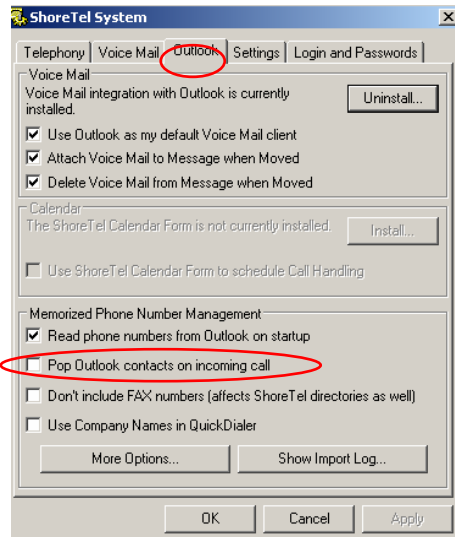 ShoreTel System
Telephony Voice Mail Outlook Settings Login and Passwords
Voice Mail
Voice Mail integration with Outlook is currently
installed.
Uninstall...
Use Outlook as my default Voice Mail client
Attach Voice Mail to Message when Moved
Delete Voice Mail from Message when Moved
Calendar
The ShoreTel Calendar Form is not currently installed.
Install...
Use ShoreTel Calendar Form to schedule Call Handling
Memorized Phone Number Management
Read phone numbers from Outlook on startup
Pop Outlook contacts on incoming call
Don't include FAX numbers (affects ShoreTel directories as well)
Use Company Names in QuickDialer
More Options... Show Import Log...
OK Cancel Apply